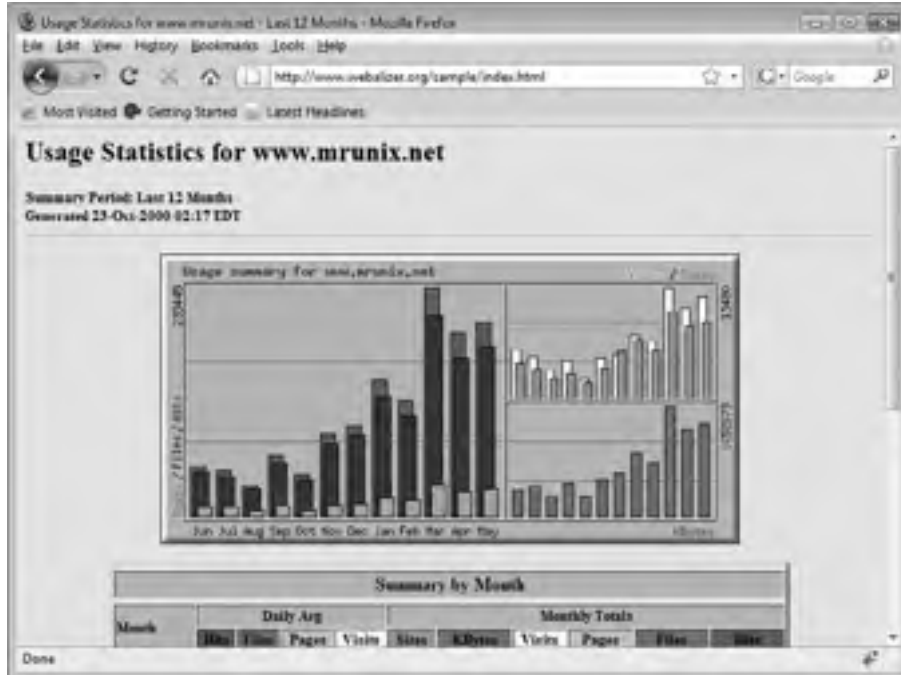 Usage Statistics for www.mrunix.net - Last 12 Months - Mozilla Firefox
File Edit View History Bookmarks Tools Help
http://www.webalizer.org/sample/index.html
Google
Most Visited Getting Started Latest Headlines
Usage Statistics for www.mrunix.net
Summary Period: Last 12 Months
Generated 23-Oct-2000 02:17 EDT
Usage summary for www.mrunix.net
Jun Jul Aug Sep Oct Nov Dec Jan Feb Mar Apr May
KBytes
Summary by Month
Month
Daily Avg
Monthly Totals
Hits Files Pages Visits Sites KBytes Visits Pages Files Hits
Done